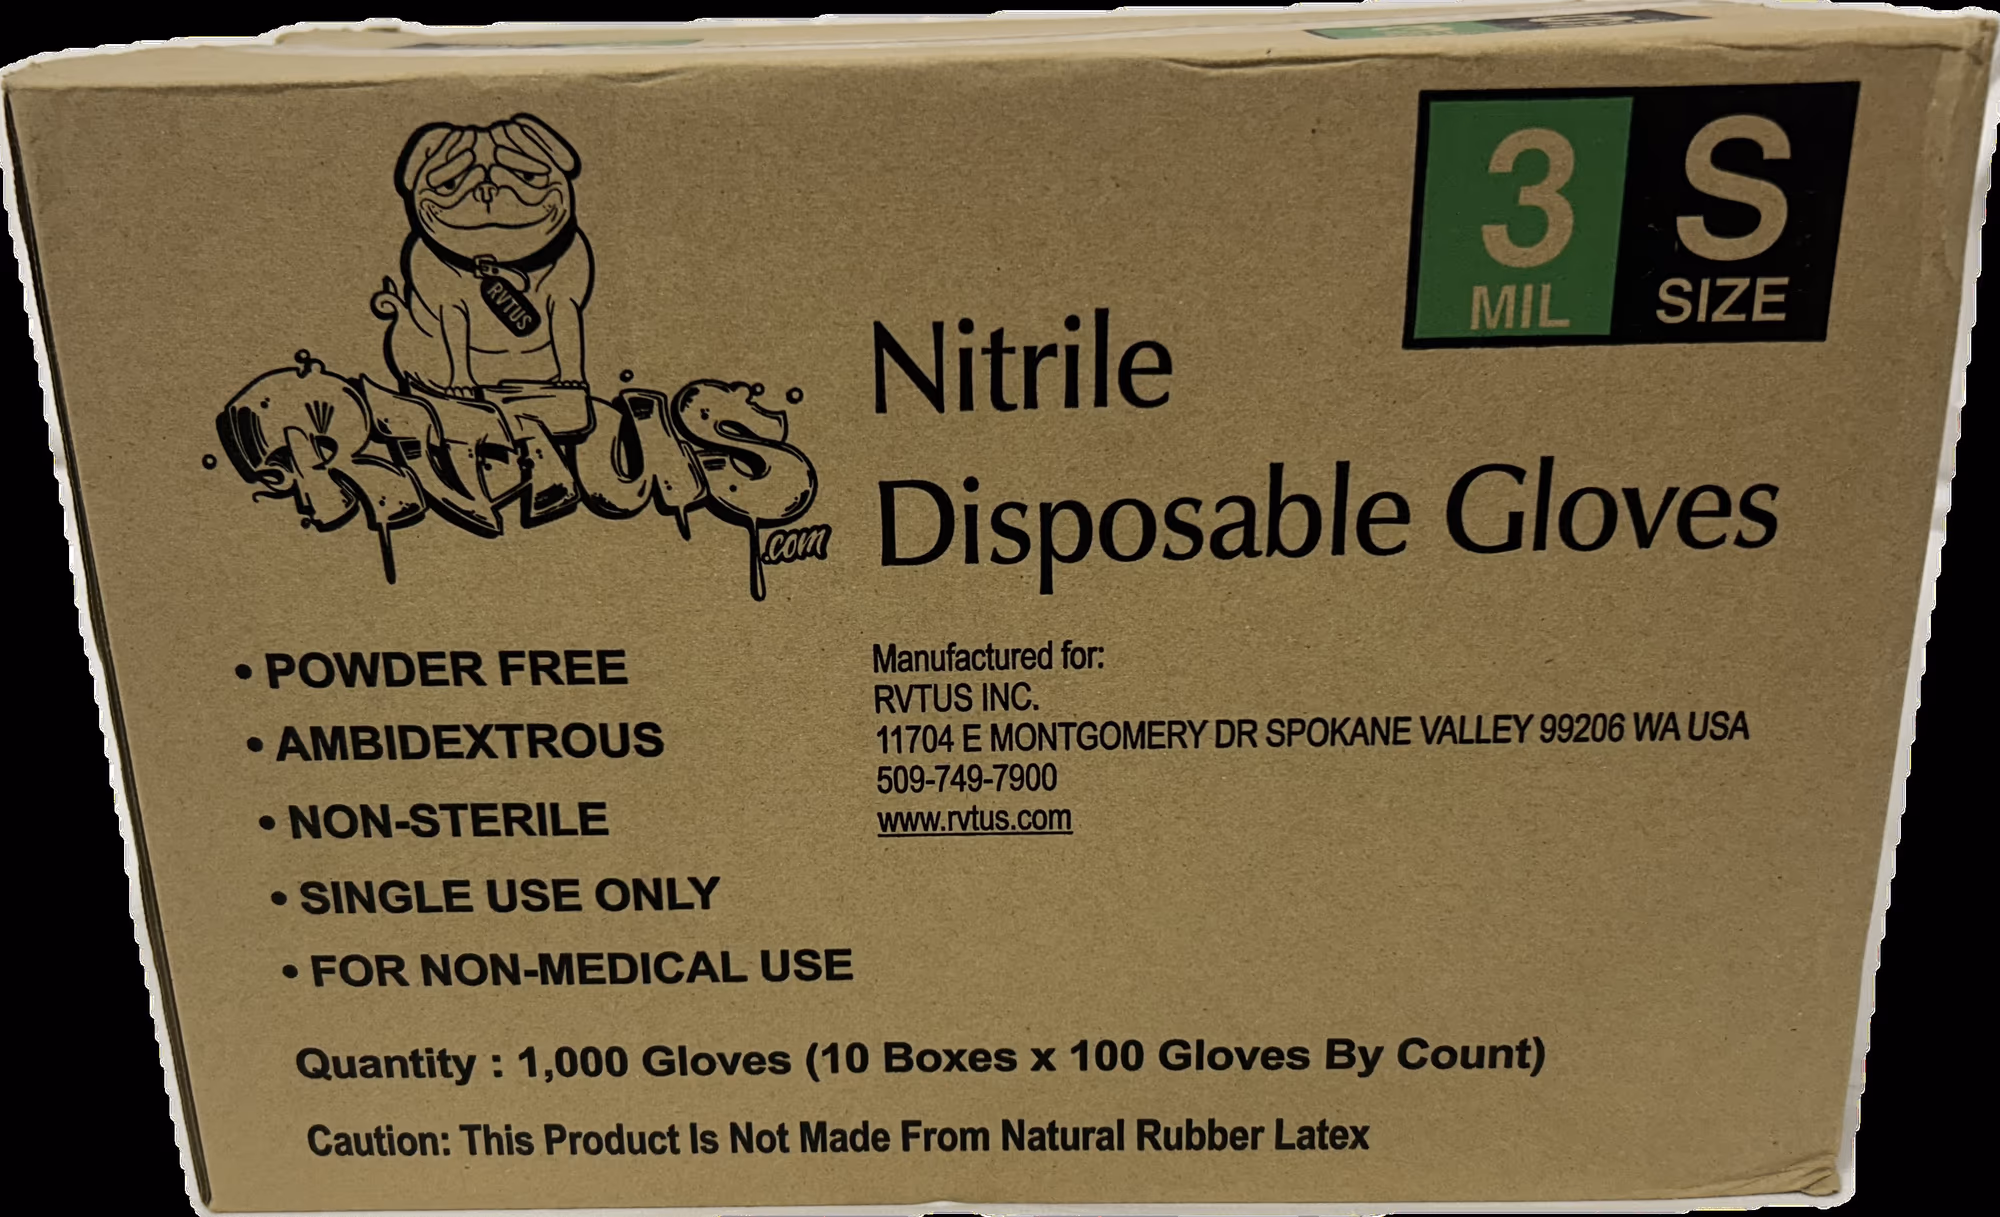 3 S
MIL SIZE
RVTUS
RVTUS
.com
Nitrile
Disposable Gloves
• POWDER FREE
• AMBIDEXTROUS
• NON-STERILE
• SINGLE USE ONLY
• FOR NON-MEDICAL USE
Manufactured for:
RVTUS INC.
11704 E MONTGOMERY DR SPOKANE VALLEY 99206 WA USA
509-749-7900
www.rvtus.com
Quantity : 1,000 Gloves (10 Boxes x 100 Gloves By Count)
Caution: This Product Is Not Made From Natural Rubber Latex